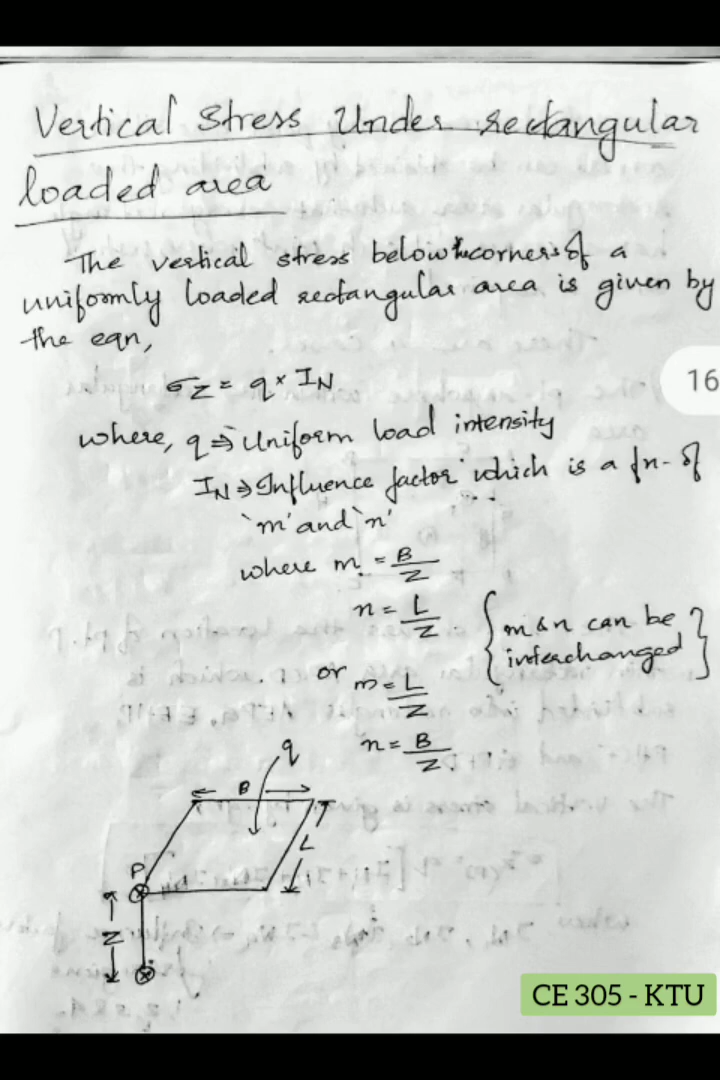 Vertical Stress Under rectangular
loaded area
The vertical stress below the corners of a
uniformly loaded rectangular area is given by
the eqn,
σz = q × IN
where, q ⇒ Uniform load intensity
IN ⇒ Influence factor which is a fn. of
'm' and 'n'
where m = B/Z
n = L/Z
{ m & n can be
interchanged }
or m = L/Z
n = B/Z
q
B
L
P
Z
16
CE 305 - KTU